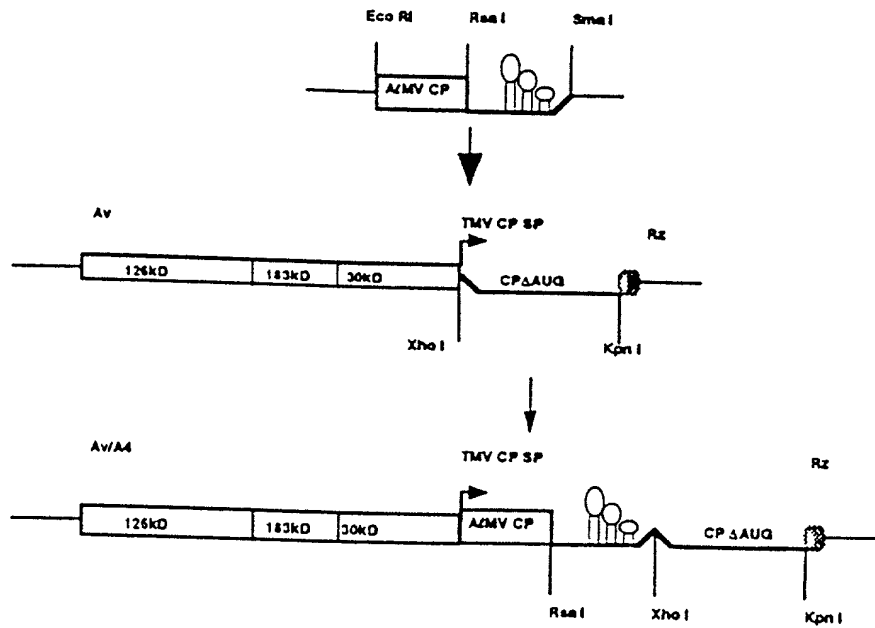 Eco RI Rsa I Sma I
AlMV CP
Av
TMV CP SP
Rz
126kD 183kD 30kD
CPΔAUG
Xho I
Kpn I
Av/A4
TMV CP SP
Rz
126kD 183kD 30kD
AlMV CP
CP ΔAUG
Rsa I Xho I Kpn I